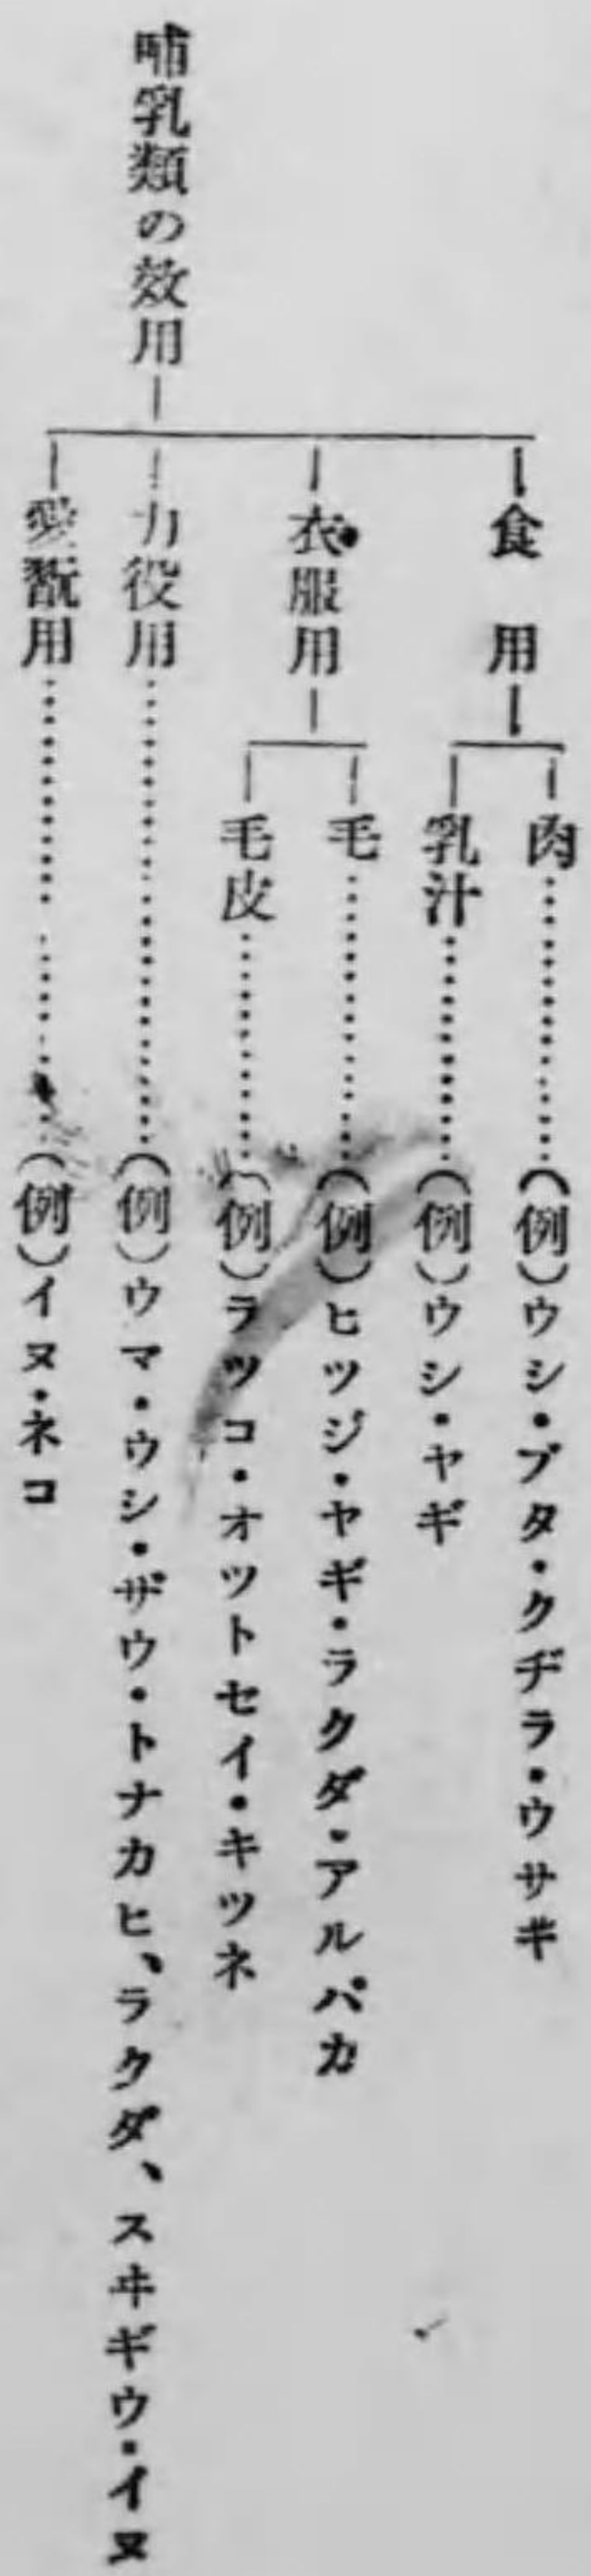 哺乳類の效用
食用
肉…………(例)ウシ・ブタ・クヂラ・ウサギ
乳汁…………(例)ウシ・ヤギ
衣服用
毛…………(例)ヒツジ・ヤギ・ラクダ・アルパカ
毛皮…………(例)ラツコ・オツトセイ・キツネ
力役用…………(例)ウマ・ウシ・ザウ・トナカヒ、ラクダ、スヰギウ・イヌ
愛翫用…………(例)イヌ・ネコ